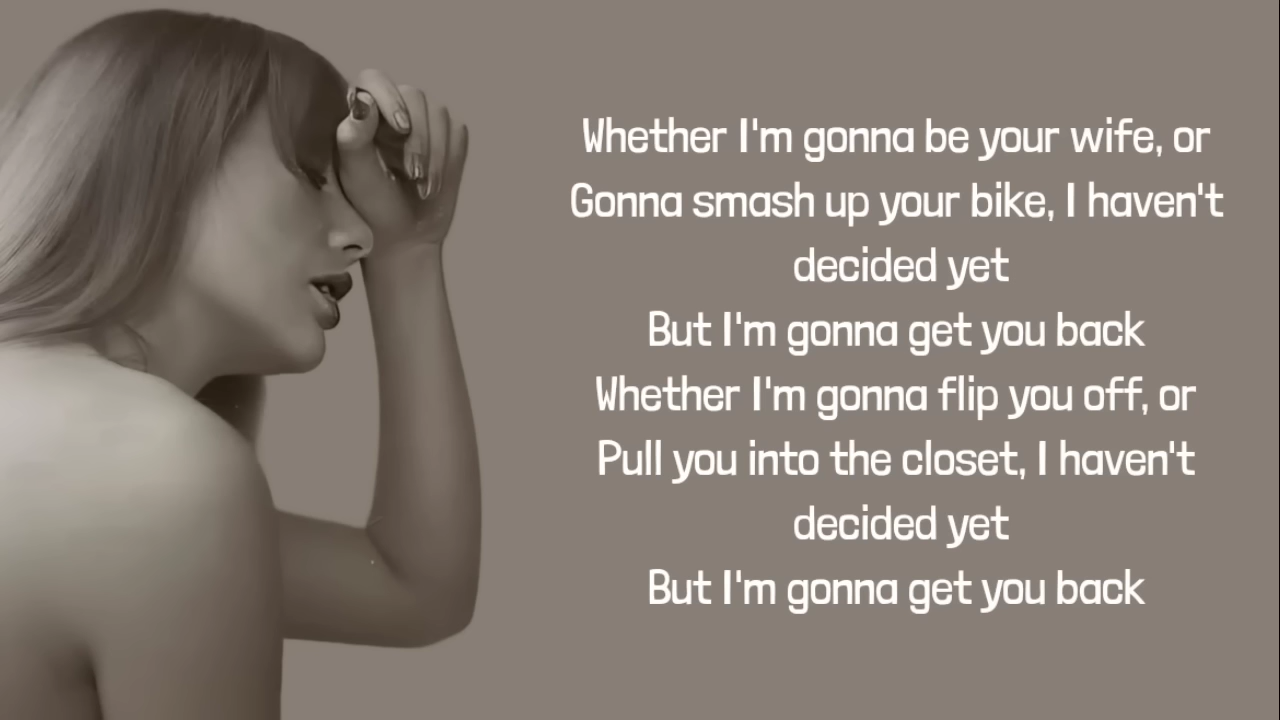 Whether I'm gonna be your wife, or
Gonna smash up your bike, I haven't
decided yet
But I'm gonna get you back
Whether I'm gonna flip you off, or
Pull you into the closet, I haven't
decided yet
But I'm gonna get you back